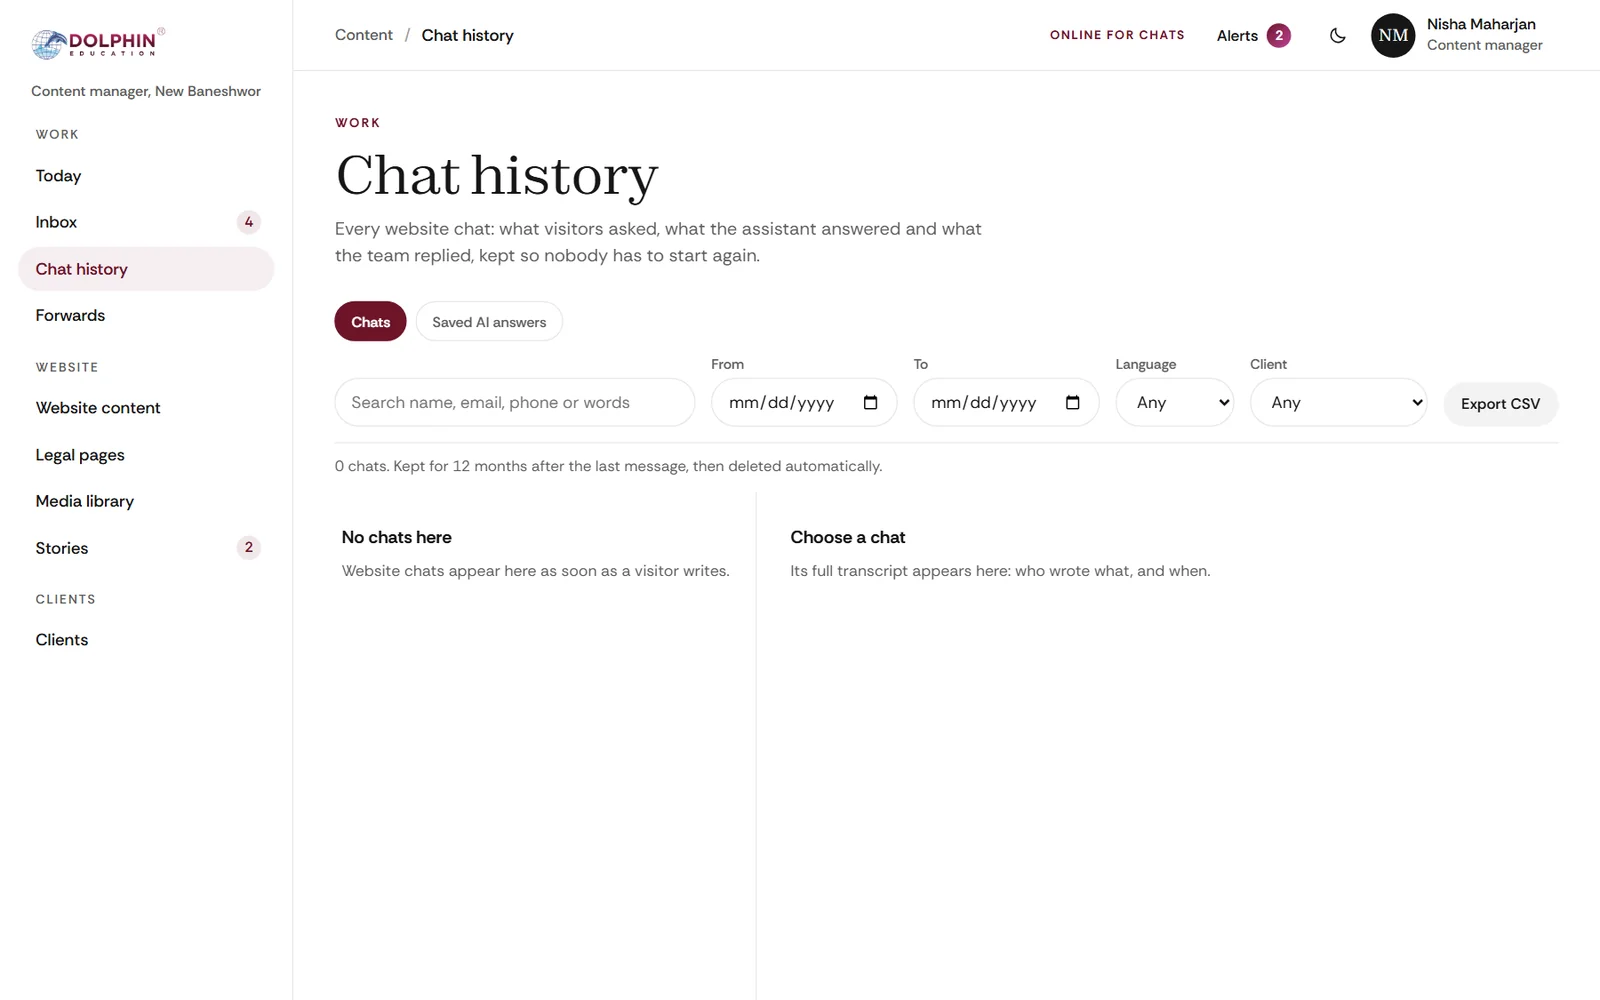 DOLPHIN®
EDUCATION
Content manager, New Baneshwor
WORK
Today
Inbox 4
Chat history
Forwards
WEBSITE
Website content
Legal pages
Media library
Stories 2
CLIENTS
Clients
Content / Chat history
ONLINE FOR CHATS
Alerts 2
NM
Nisha Maharjan
Content manager
WORK
Chat history
Every website chat: what visitors asked, what the assistant answered and what
the team replied, kept so nobody has to start again.
Chats
Saved AI answers
From
To
Language
Client
Search name, email, phone or words
mm/dd/yyyy
mm/dd/yyyy
Any
Any
Export CSV
0 chats. Kept for 12 months after the last message, then deleted automatically.
No chats here
Website chats appear here as soon as a visitor writes.
Choose a chat
Its full transcript appears here: who wrote what, and when.